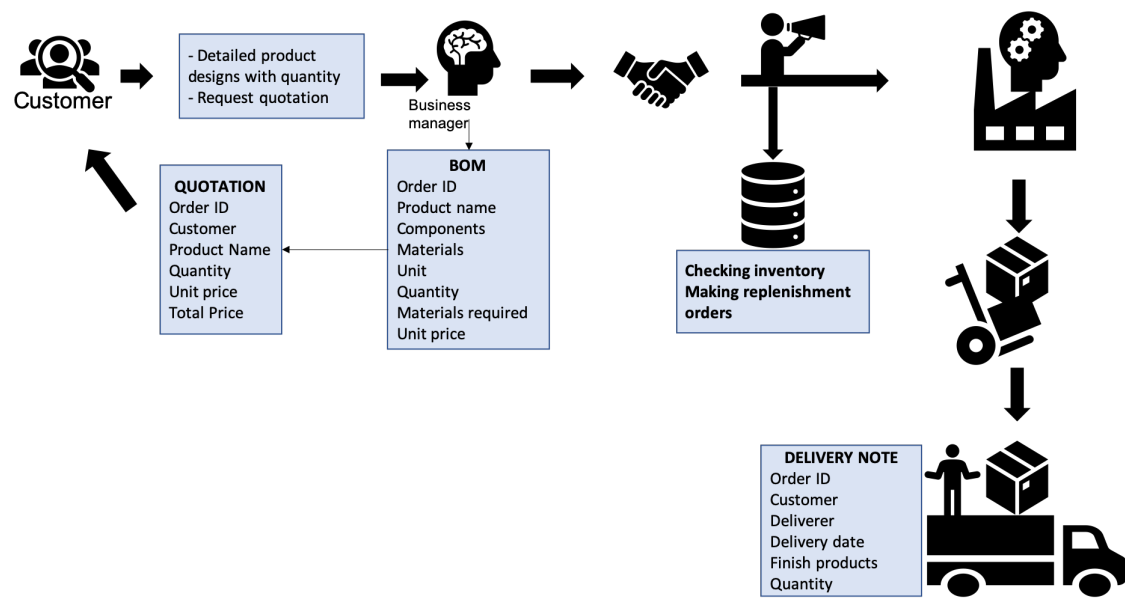 Customer
- Detailed product
designs with quantity
- Request quotation
Business
manager
QUOTATION
Order ID
Customer
Product Name
Quantity
Unit price
Total Price
BOM
Order ID
Product name
Components
Materials
Unit
Quantity
Materials required
Unit price
Checking inventory
Making replenishment
orders
DELIVERY NOTE
Order ID
Customer
Deliverer
Delivery date
Finish products
Quantity